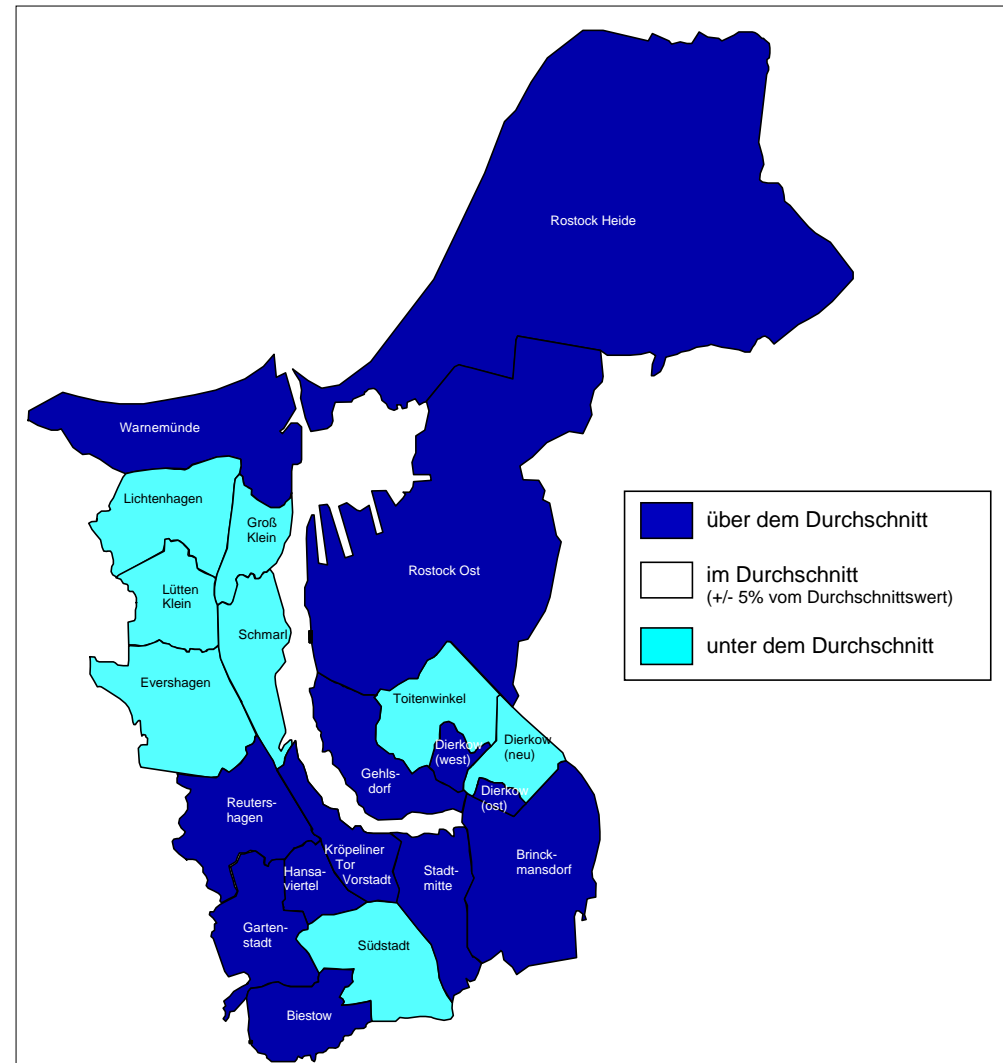 Rostock Heide
Warnemünde
Lichtenhagen
Groß
Klein
Rostock Ost
Lütten
Klein
Schmarl
Evershagen
Toitenwinkel
Dierkow
(west)
Dierkow
(neu)
Gehls-
dorf
Dierkow
(ost)
Reuters-
hagen
Kröpeliner
Tor
Vorstadt
Hansa-
viertel
Stadt-
mitte
Brinck-
mansdorf
Garten-
stadt
Südstadt
Biestow
über dem Durchschnitt
im Durchschnitt
(+/- 5% vom Durchschnittswert)
unter dem Durchschnitt